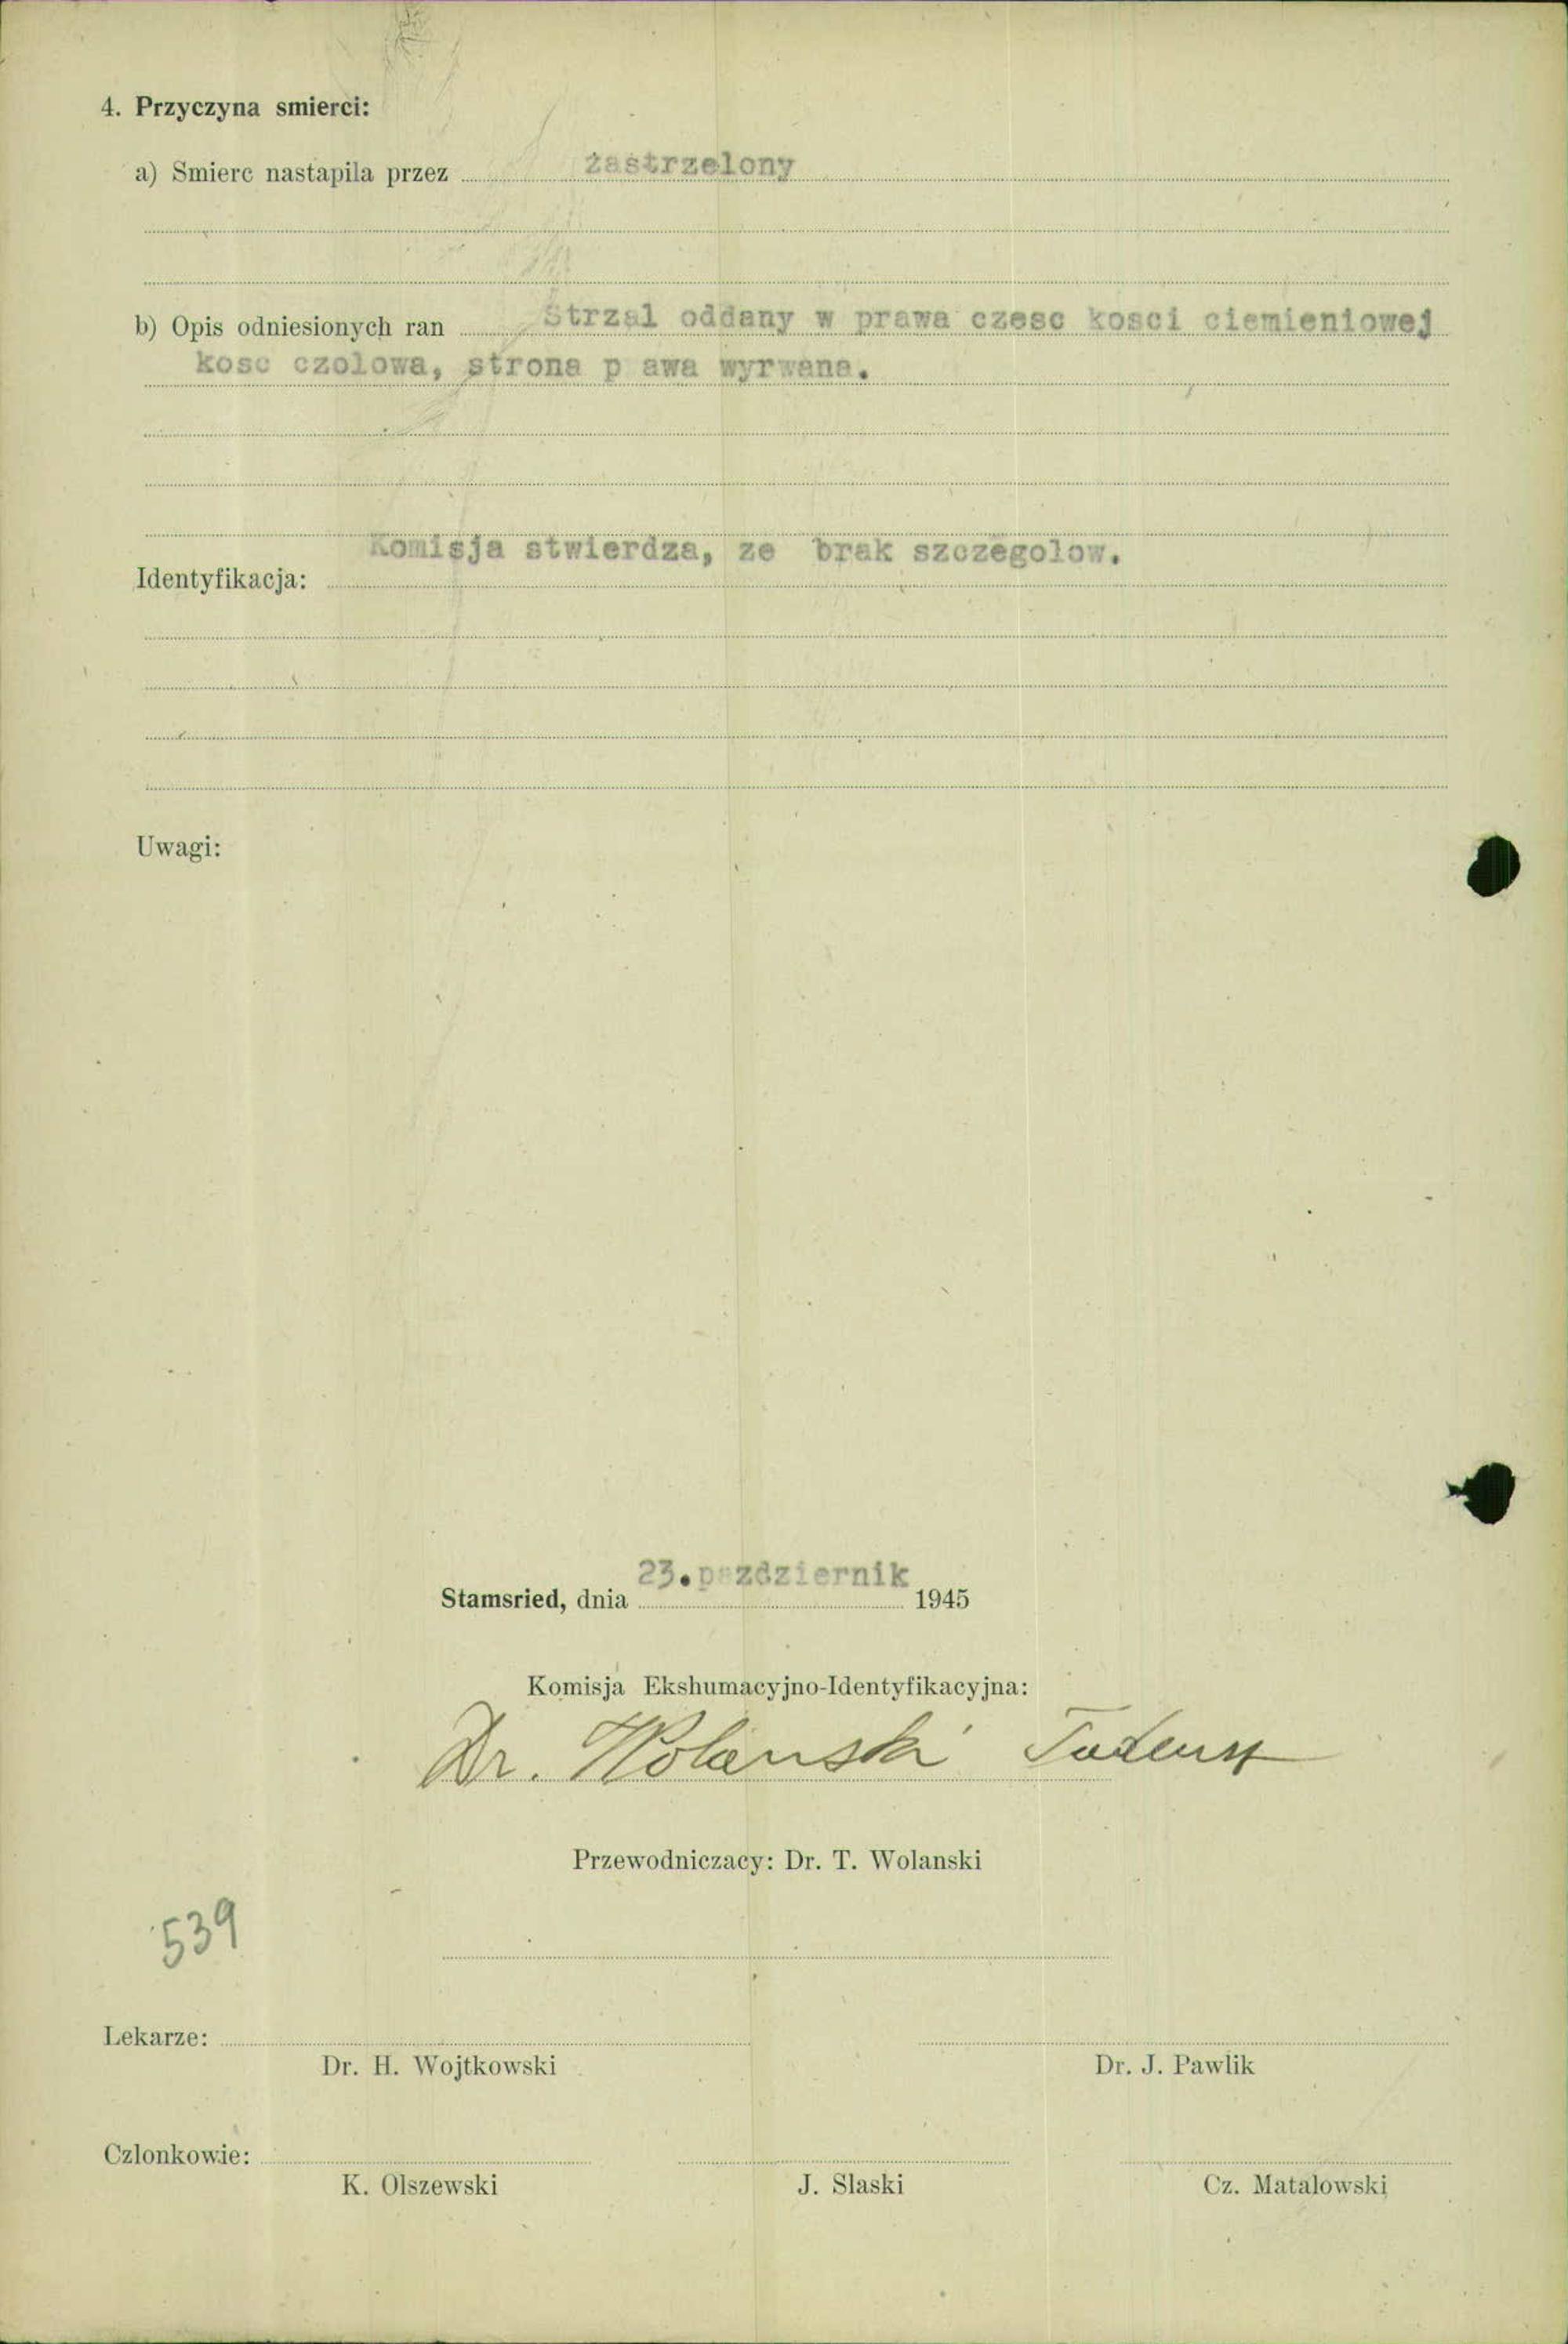 4. Przyczyna smierci:
a) Smierc nastapila przez zastrzelony
b) Opis odniesionych ran Strzal oddany w prawa czesc kosci ciemieniowej
kosc czolowa, strona p awa wyrwana.
Komisja stwierdza, ze brak szczegolow.
Identyfikacja:
Uwagi:
23.pazdziernik
Stamsried, dnia 1945
Komisja Ekshumacyjno-Identyfikacyjna:
Dr. Wolanski Tadeusz
Przewodniczacy: Dr. T. Wolanski
539
Lekarze:
Dr. H. Wojtkowski Dr. J. Pawlik
Czlonkowie:
K. Olszewski J. Slaski Cz. Matalowski